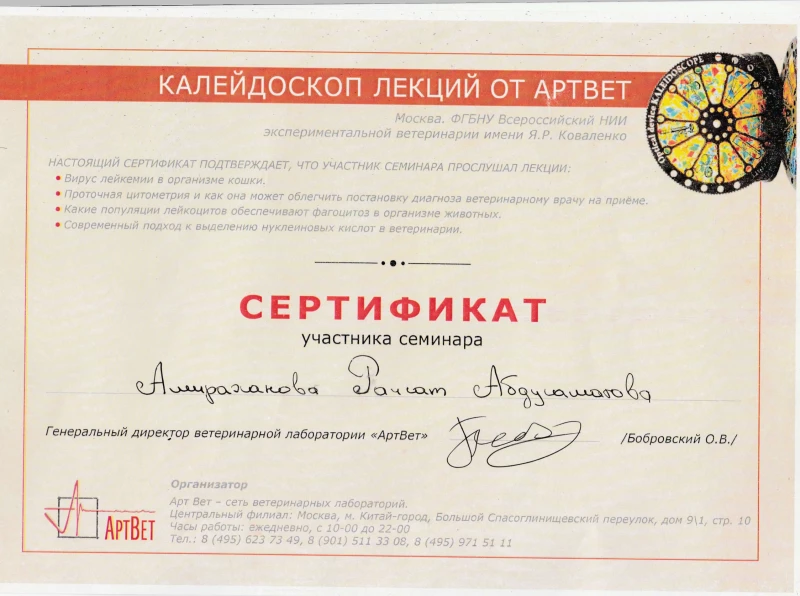 КАЛЕЙДОСКОП ЛЕКЦИЙ ОТ АРТВЕТ
Optical device KALEIDOSCOPE
Москва. ФГБНУ Всероссийский НИИ
экспериментальной ветеринарии имени Я.Р. Коваленко
НАСТОЯЩИЙ СЕРТИФИКАТ ПОДТВЕРЖДАЕТ, ЧТО УЧАСТНИК СЕМИНАРА ПРОСЛУШАЛ ЛЕКЦИИ:
• Вирус лейкемии в организме кошки.
• Проточная цитометрия и как она может облегчить постановку диагноза ветеринарному врачу на приёме.
• Какие популяции лейкоцитов обеспечивают фагоцитоз в организме животных.
• Современный подход к выделению нуклеиновых кислот в ветеринарии.
СЕРТИФИКАТ
участника семинара
Генеральный директор ветеринарной лаборатории «АртВет» /Бобровский О.В./
АРТВЕТ
Организатор
Арт Вет – сеть ветеринарных лабораторий.
Центральный филиал: Москва, м. Китай-город, Большой Спасоглинищевский переулок, дом 9\1, стр. 10
Часы работы: ежедневно, с 10-00 до 22-00
Тел.: 8 (495) 623 73 49, 8 (901) 511 33 08, 8 (495) 971 51 11